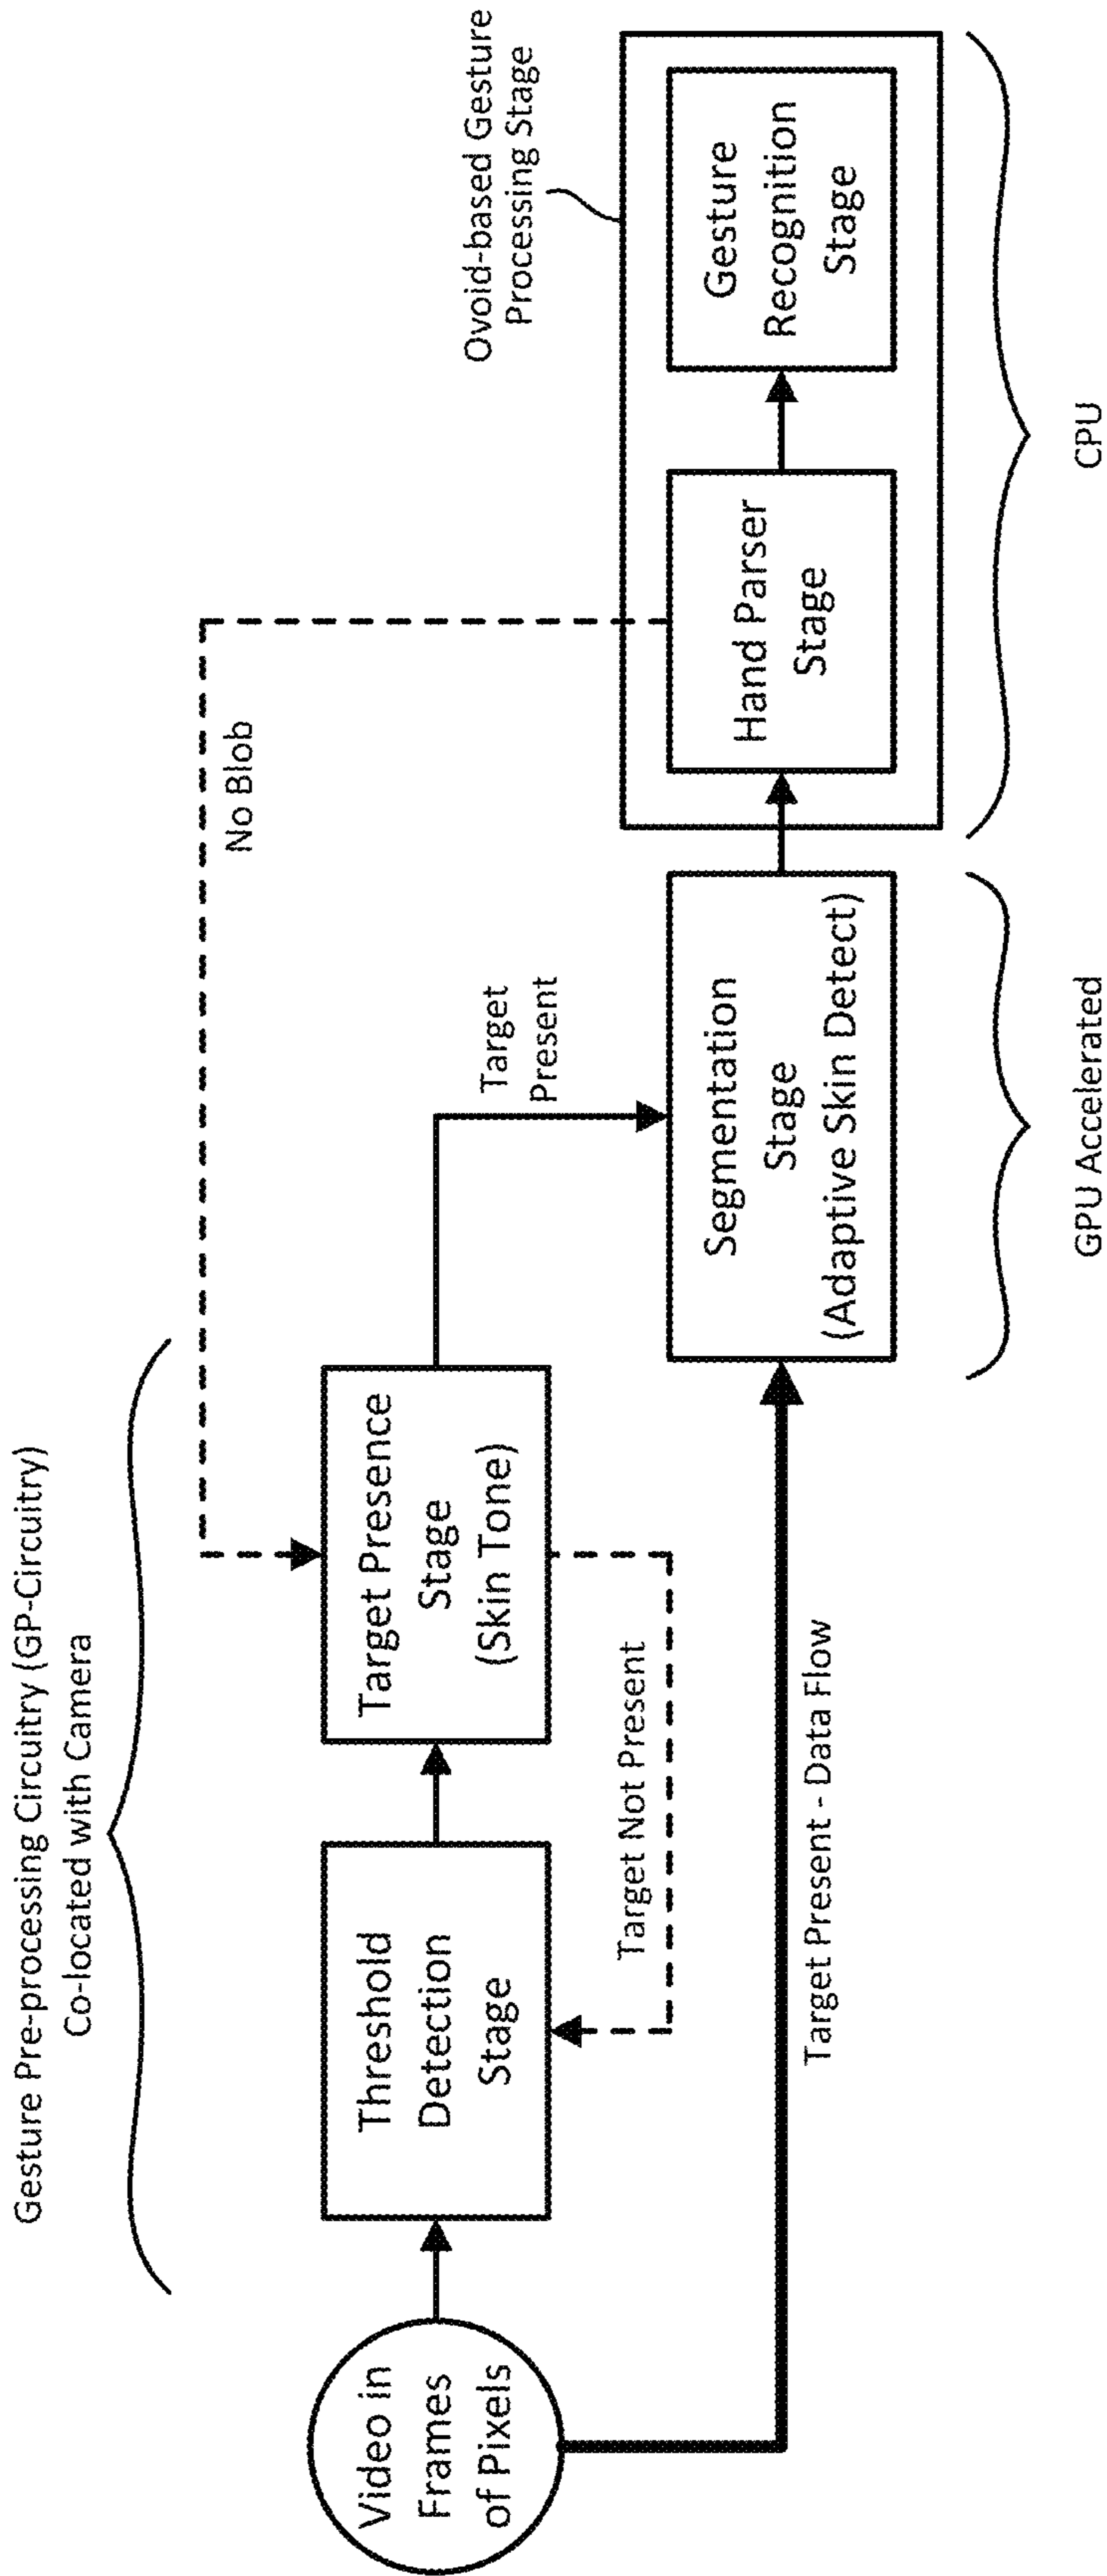 Gesture Pre-processing Circuitry (GP-Circuitry)
Co-located with Camera
No Blob
Ovoid-based Gesture
Processing Stage
Video in
Frames
of Pixels
Threshold
Detection
Stage
Target Presence
Stage
(Skin Tone)
Target
Present
Target Not Present
Segmentation
Stage
(Adaptive Skin Detect)
Hand Parser
Stage
Gesture
Recognition
Stage
Target Present - Data Flow
GPU Accelerated
CPU